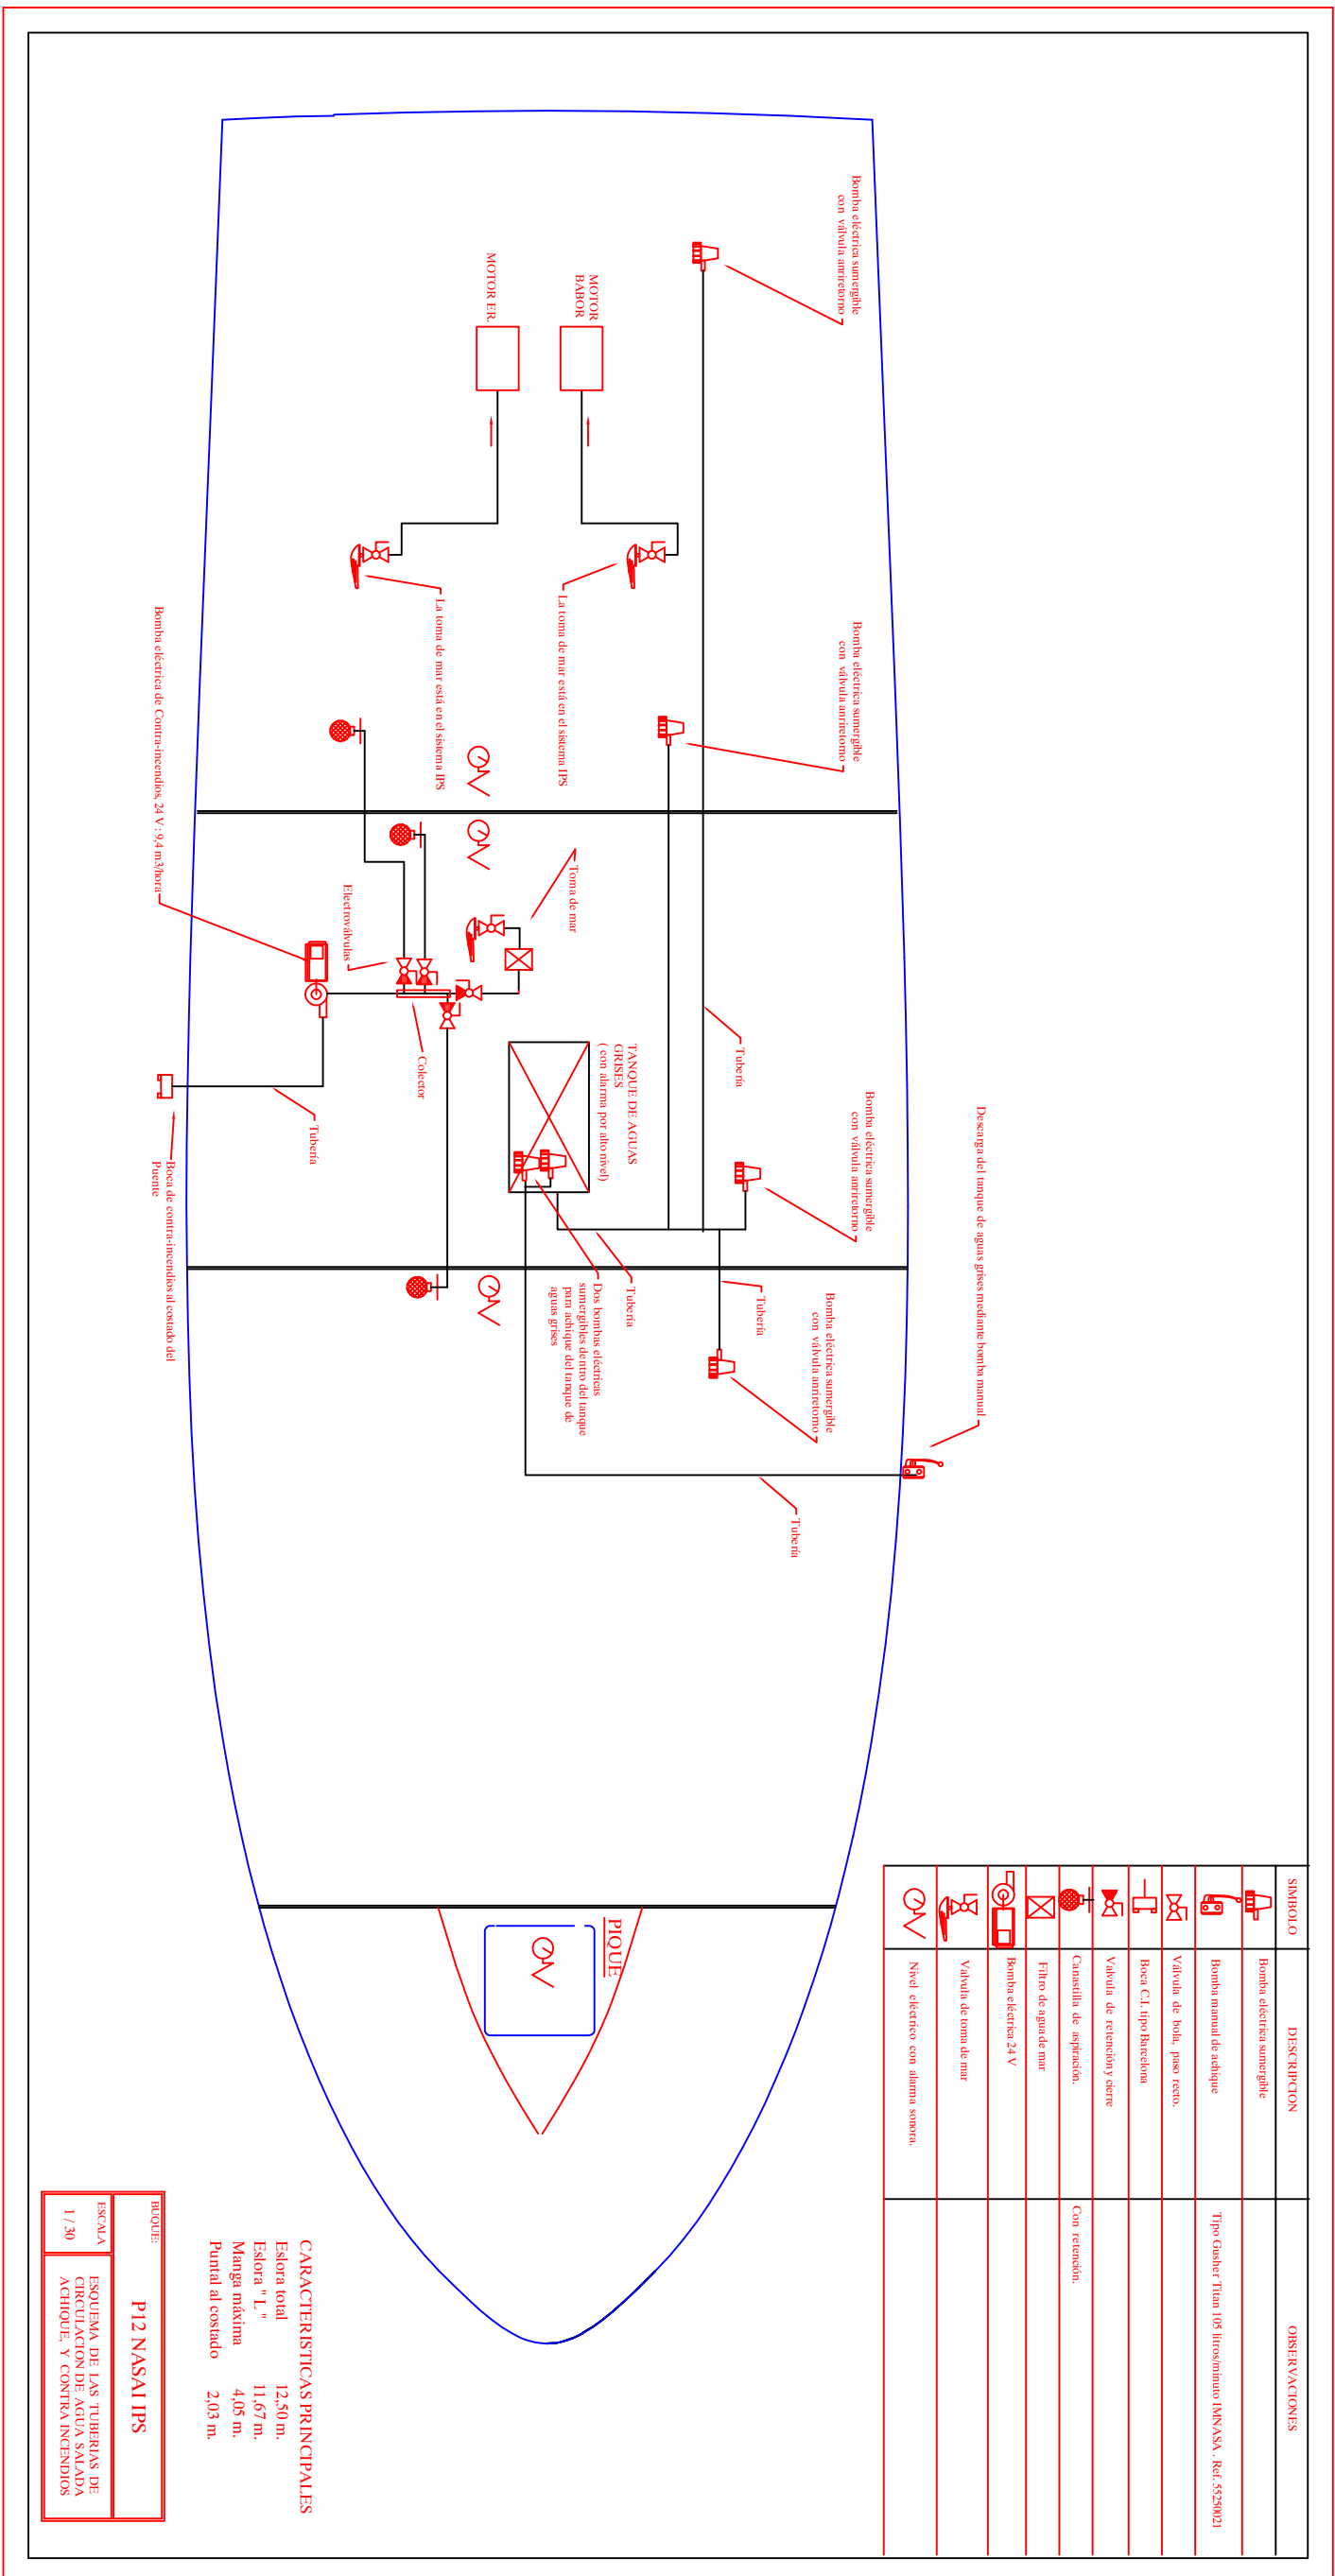 Bomba eléctrica sumergible
con válvula anriretorno
MOTOR
BABOR
MOTOR ER.
La toma de mar está en el sistema IPS
La toma de mar está en el sistema IPS
Bomba eléctrica sumergible
con válvula anriretorno
Bomba eléctrica de Contra-incendios, 24 V : 9,4 m3/hora
Toma de mar
Electroválvulas
Colector
Tubería
Boca de contra-incendios al costado del
Puente
TANQUE DE AGUAS
GRISES
( con alarma por alto nivel)
Tubería
Bomba eléctrica sumergible
con válvula anriretorno
Descarga del tanque de aguas grises mediante bomba manual
Dos bombas eléctricas
sumergibles dentro del tanque
para achique del tanque de
aguas grises
Tubería
Tubería
Bomba eléctrica sumergible
con válvula anriretorno
Tubería
PIQUE
SIMBOLO DESCRIPCION OBSERVACIONES
Bomba eléctrica sumergible
Bomba manual de achique Tipo Gusher Titan 105 litros/minuto IMNASA . Ref. 55250021
Válvula de bola, paso recto.
Boca C.I. tipo Barcelona
Valvula de retención y cierre
Canastilla de aspiración. Con retención.
Filtro de agua de mar
Bomba eléctrica 24 V
Valvula de toma de mar
Nivel eléctrico con alarma sonora.
CARACTERISTICAS PRINCIPALES
Eslora total 12,50 m.
Eslora " L " 11,67 m.
Manga máxima 4,05 m.
Puntal al costado 2,03 m.
BUQUE:
P12 NASAI IPS
ESCALA
1 / 30
ESQUEMA DE LAS TUBERIAS DE
CIRCULACION DE AGUA SALADA
ACHIQUE, Y CONTRA INCENDIOS